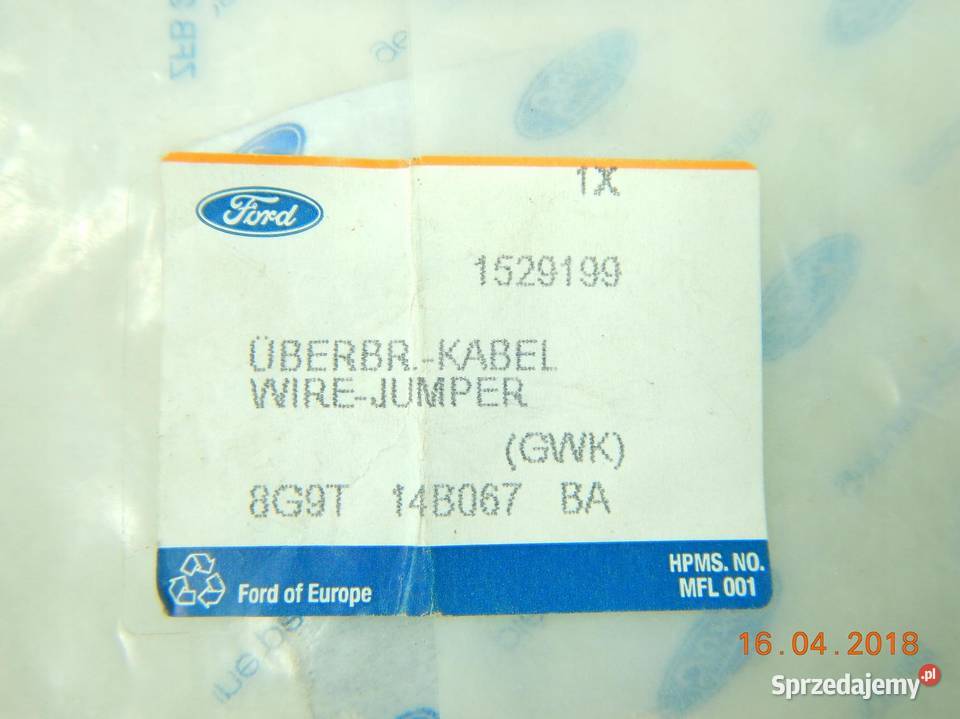 1X
Ford
1529199
ÜBERBR.-KABEL
WIRE-JUMPER
(GWK)
8G9T 14B067 BA
HPMS. NO.
MFL 001
Ford of Europe
16.04.2018
Sprzedajemy.pl